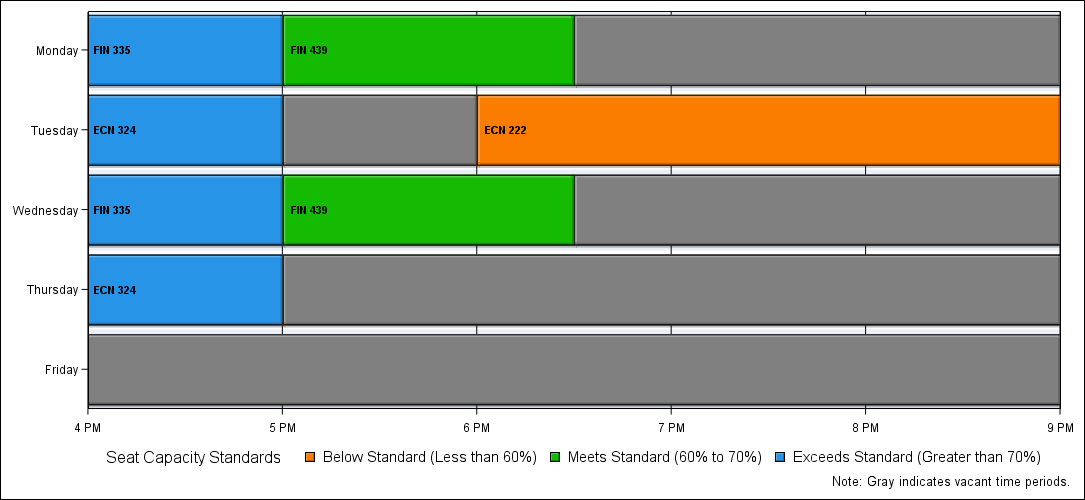 Monday FIN 335 FIN 439
Tuesday ECN 324 ECN 222
Wednesday FIN 335 FIN 439
Thursday ECN 324
Friday
4 PM 5 PM 6 PM 7 PM 8 PM 9 PM
Seat Capacity Standards Below Standard (Less than 60%) Meets Standard (60% to 70%) Exceeds Standard (Greater than 70%)
Note: Gray indicates vacant time periods.